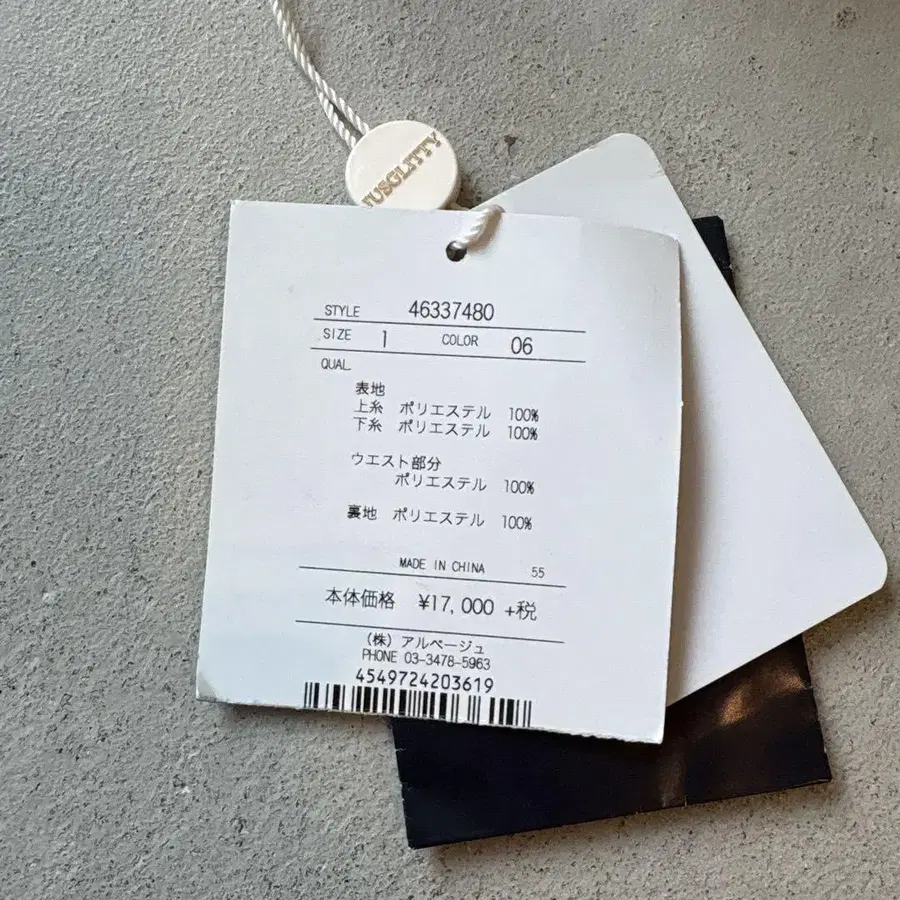 JUSGLITTY
STYLE 46337480
SIZE 1 COLOR 06
QUAL.
表地
上糸 ポリエステル 100%
下糸 ポリエステル 100%
ウエスト部分
ポリエステル 100%
裏地 ポリエステル 100%
MADE IN CHINA 55
本体価格 ¥17,000 +税
(株) アルページュ
PHONE 03-3478-5963
4549724203619